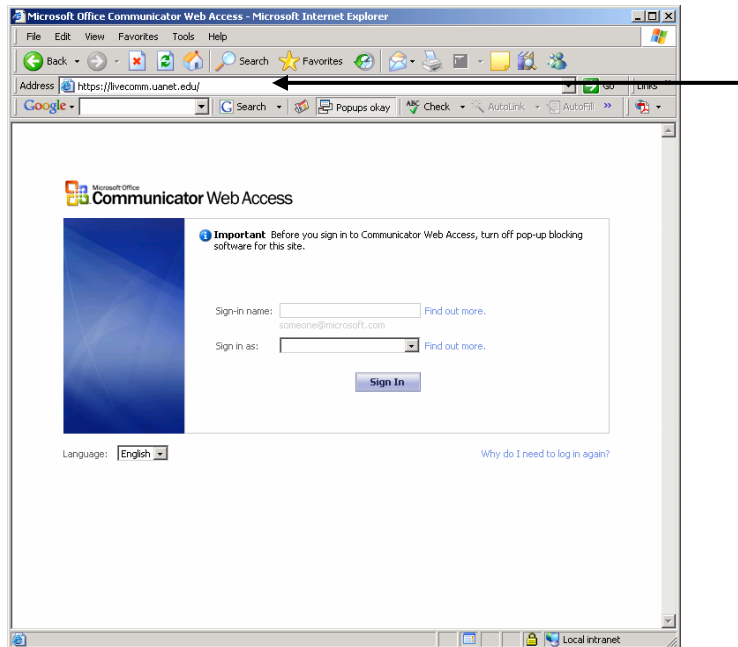 Microsoft Office Communicator Web Access - Microsoft Internet Explorer
File Edit View Favorites Tools Help
Back Search Favorites
Address https://livecomm.uanet.edu/ Go Links »
Google Search Popups okay ABC Check AutoLink AutoFill »
Microsoft Office
Communicator Web Access
Important Before you sign in to Communicator Web Access, turn off pop-up blocking
software for this site.
Sign-in name: Find out more.
someone@microsoft.com
Sign in as: Find out more.
Sign In
Language: English Why do I need to log in again?
Local intranet